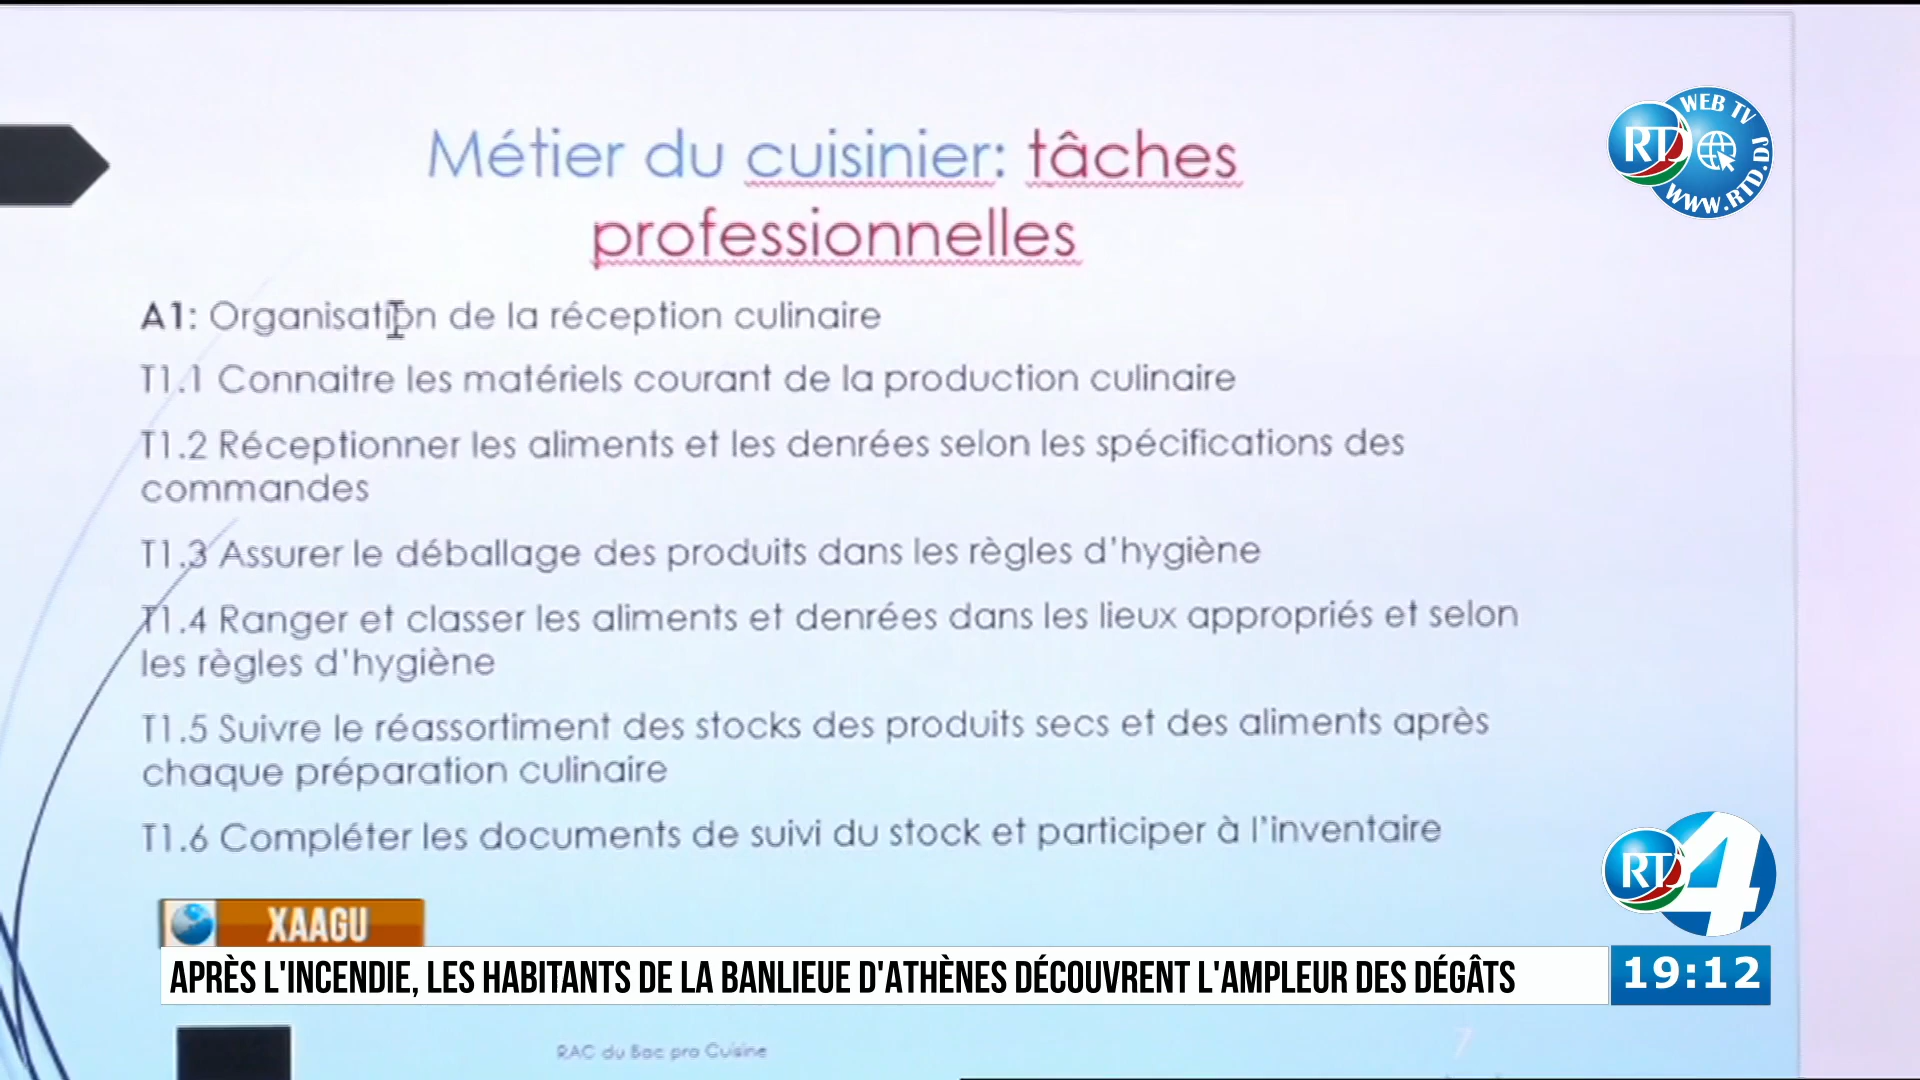 WEB TV
RTD
WWW.RTD.DJ
Métier du cuisinier: tâches
professionnelles
A1: Organisation de la réception culinaire
T1.1 Connaitre les matériels courant de la production culinaire
T1.2 Réceptionner les aliments et les denrées selon les spécifications des
commandes
T1.3 Assurer le déballage des produits dans les règles d'hygiène
T1.4 Ranger et classer les aliments et denrées dans les lieux appropriés et selon
les règles d'hygiène
T1.5 Suivre le réassortiment des stocks des produits secs et des aliments après
chaque préparation culinaire
T1.6 Compléter les documents de suivi du stock et participer à l'inventaire
RTD 4
XAAGU
APRÈS L'INCENDIE, LES HABITANTS DE LA BANLIEUE D'ATHÈNES DÉCOUVRENT L'AMPLEUR DES DÉGÂTS
19:12
RAC du Bac pro Cuisine
7